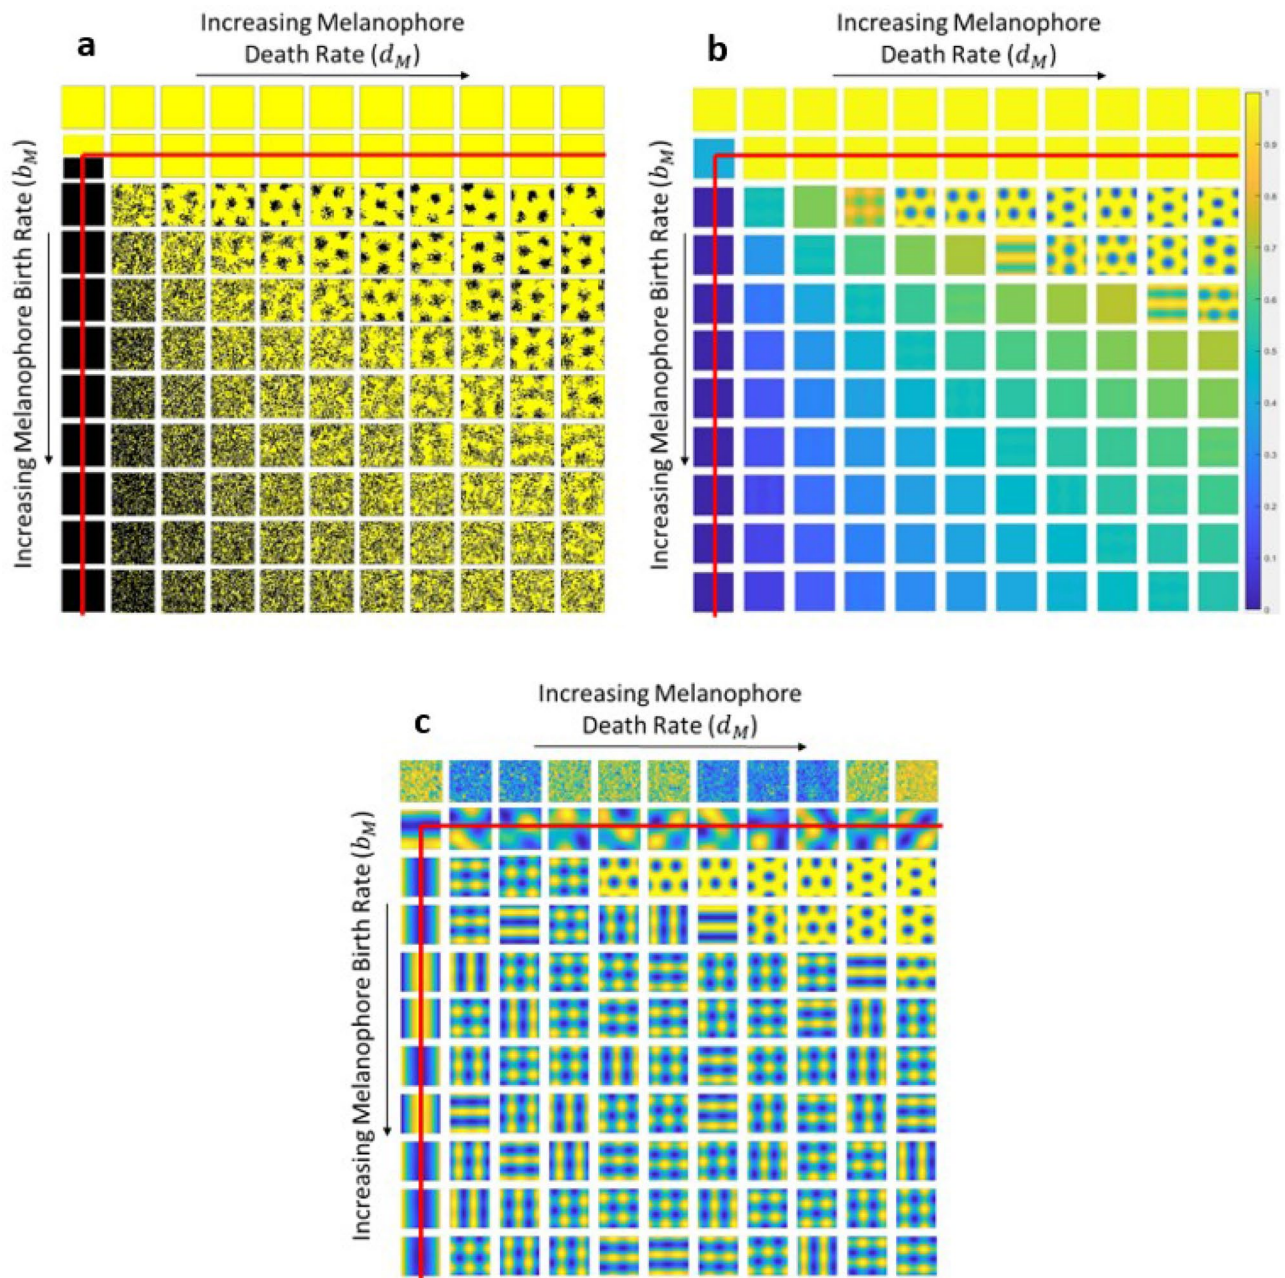 a
Increasing Melanophore
Death Rate (d_M)
Increasing Melanophore Birth Rate (b_M)
b
Increasing Melanophore
Death Rate (d_M)
Increasing Melanophore Birth Rate (b_M)
1
0.9
0.8
0.7
0.6
0.5
0.4
0.3
0.2
0.1
0
c
Increasing Melanophore
Death Rate (d_M)
Increasing Melanophore Birth Rate (b_M)